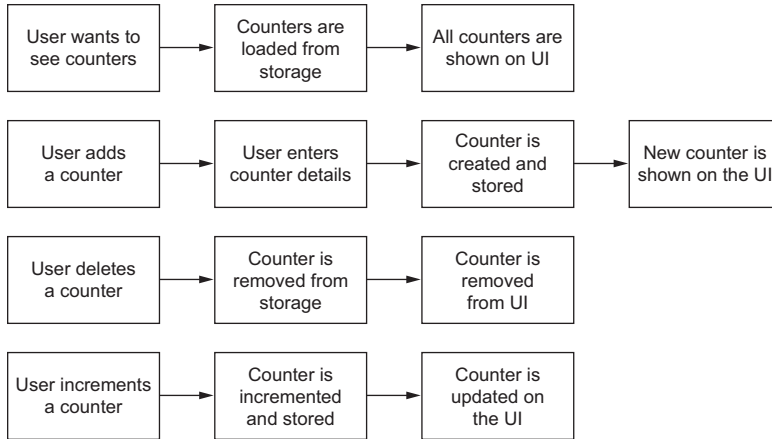 User wants to
see counters
Counters are
loaded from
storage
All counters are
shown on UI
User adds
a counter
User enters
counter details
Counter is
created and
stored
New counter is
shown on the UI
User deletes
a counter
Counter is
removed from
storage
Counter is
removed
from UI
User increments
a counter
Counter is
incremented
and stored
Counter is
updated on
the UI